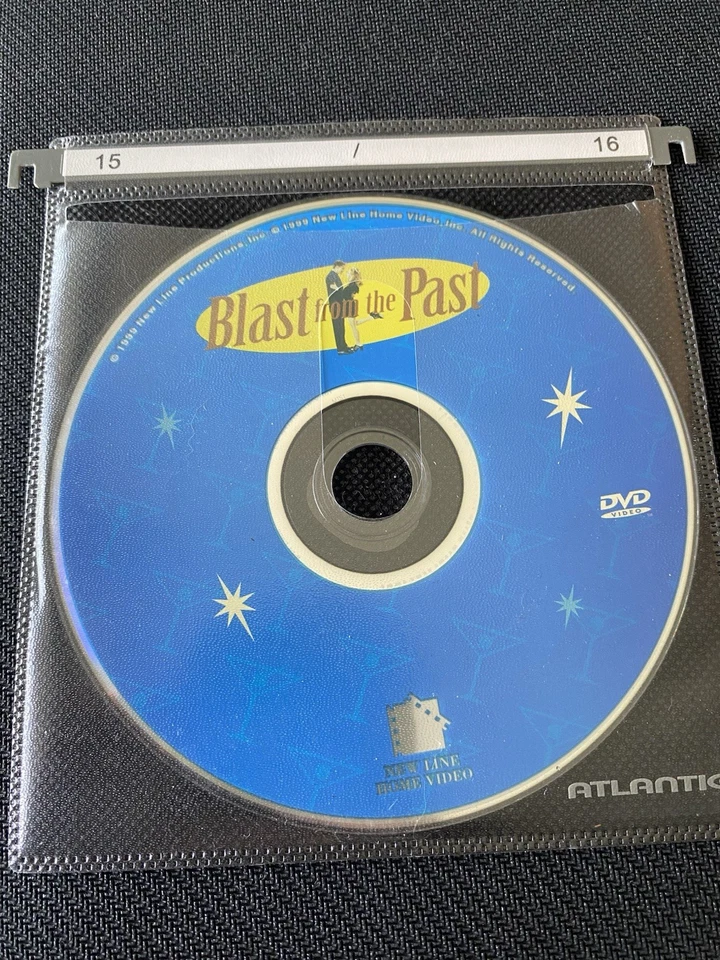 15 / 16
© 1999 New Line Productions, Inc. © 1999 New Line Home Video, Inc. All Rights Reserved
Blast from the Past
DVD
VIDEO
NEW LINE
HOME VIDEO
ATLANTIC